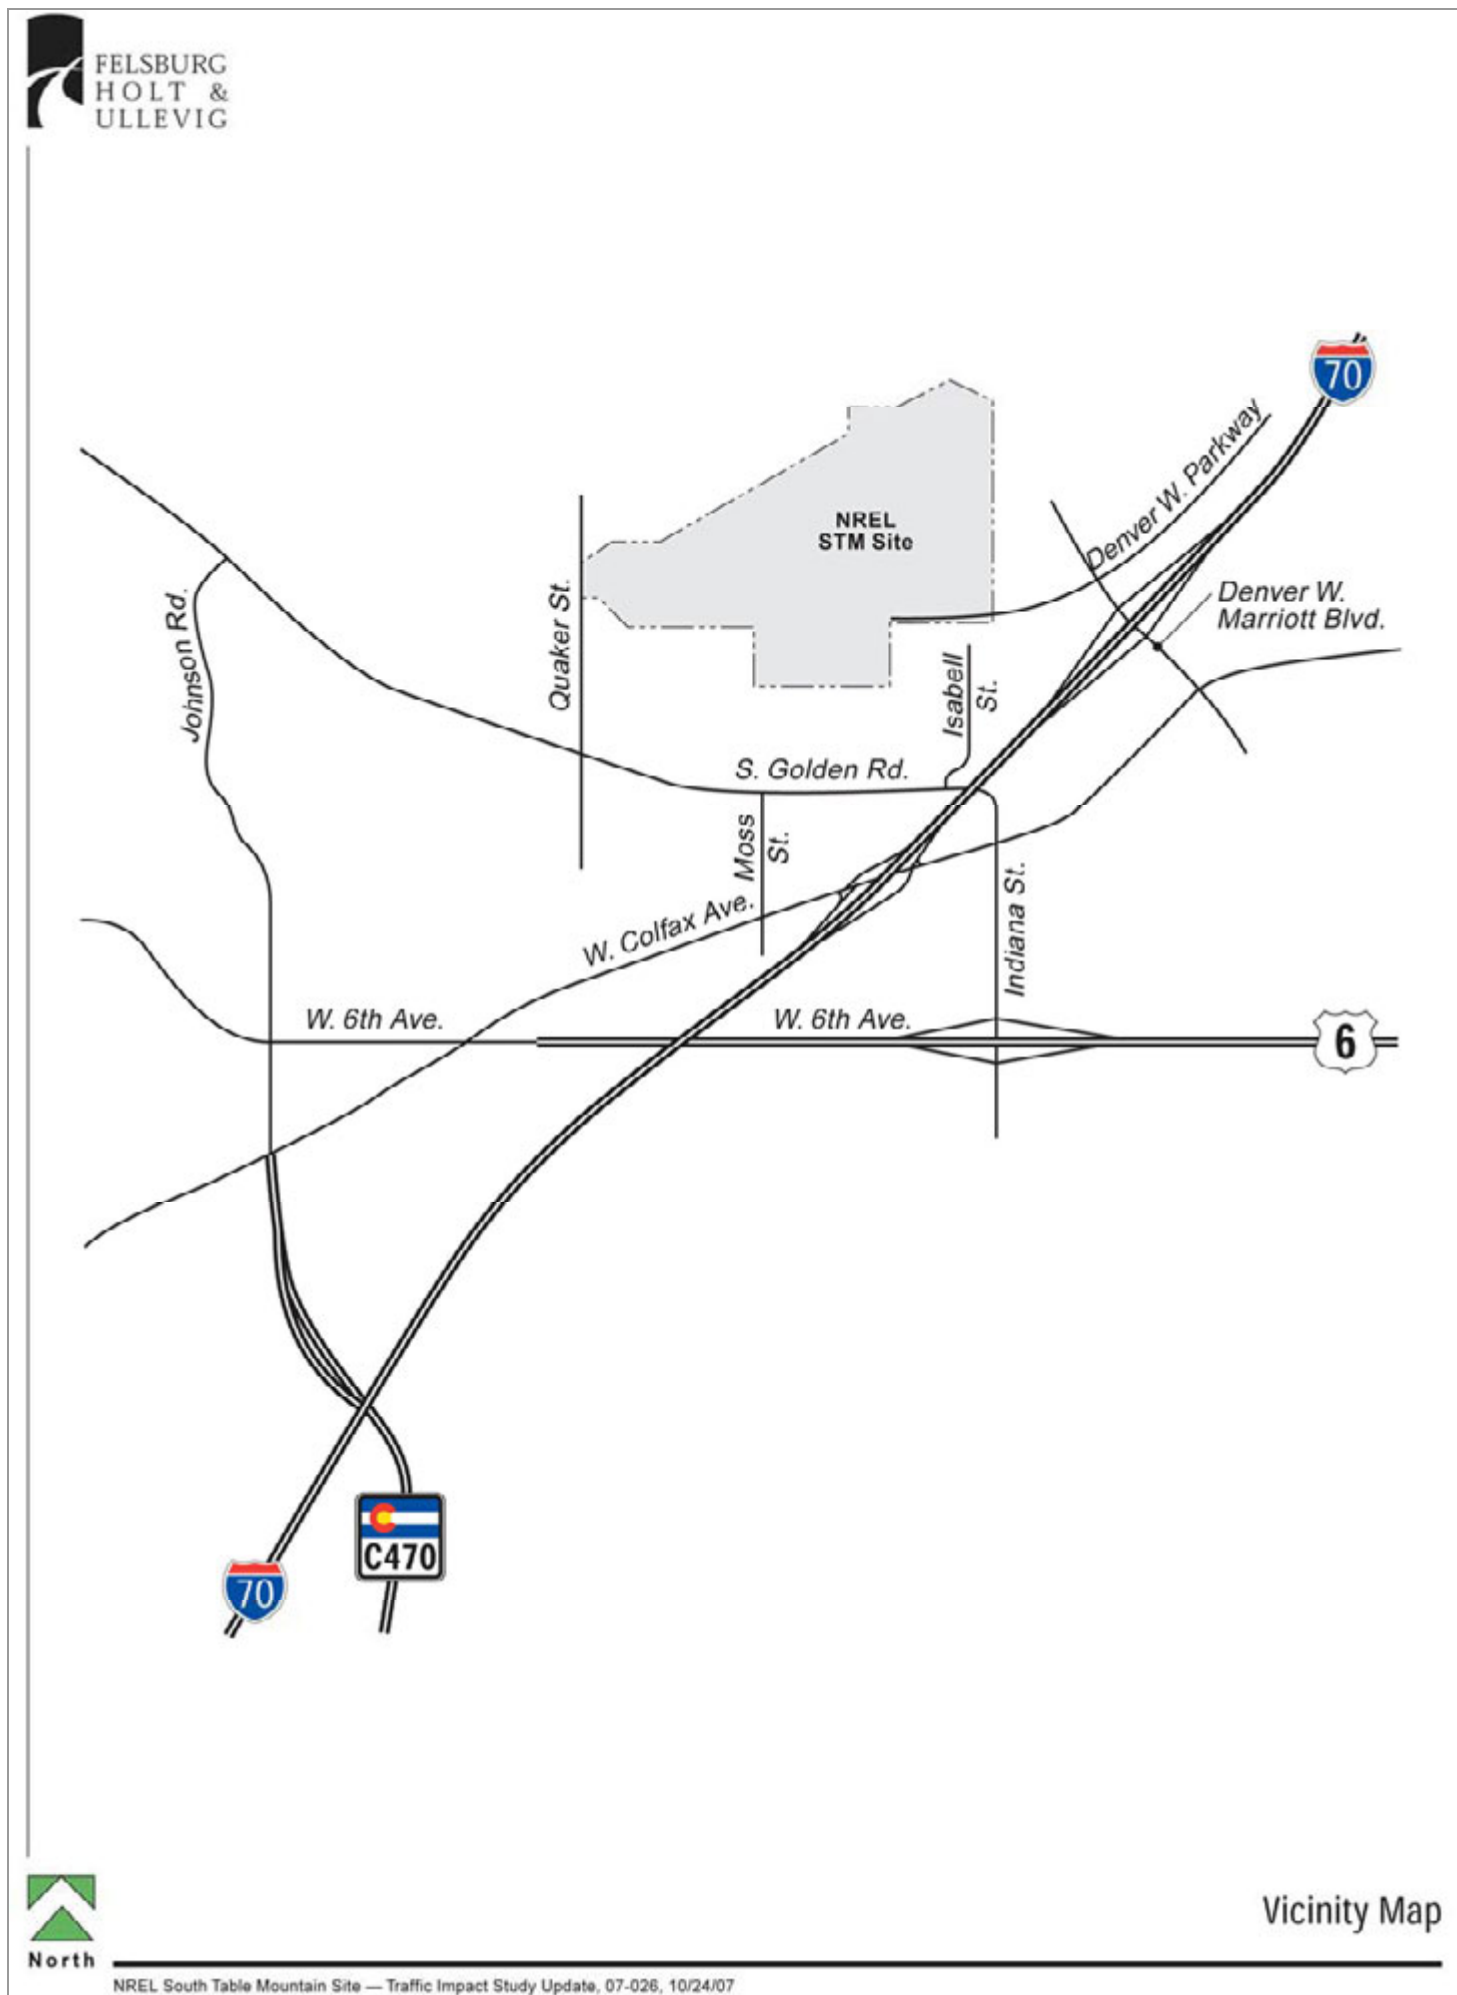 FELSBURG
HOLT &
ULLEVIG
70
Denver W. Parkway
NREL
STM Site
Denver W.
Marriott Blvd.
Johnson Rd.
Quaker St.
Isabell
St.
S. Golden Rd.
Moss
St.
W. Colfax Ave.
Indiana St.
W. 6th Ave.
W. 6th Ave.
6
C470
70
Vicinity Map
North
NREL South Table Mountain Site — Traffic Impact Study Update, 07-026, 10/24/07